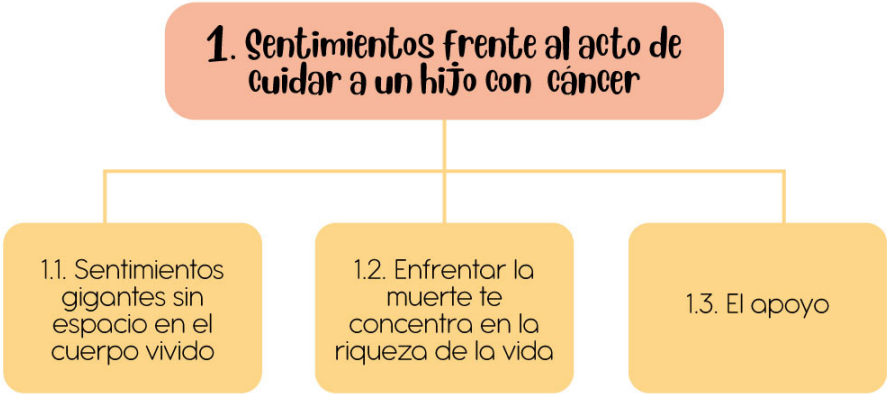 1. Sentimientos frente al acto de
cuidar a un hijo con cáncer
1.1. Sentimientos
gigantes sin
espacio en el
cuerpo vivido
1.2. Enfrentar la
muerte te
concentra en la
riqueza de la vida
1.3. El apoyo